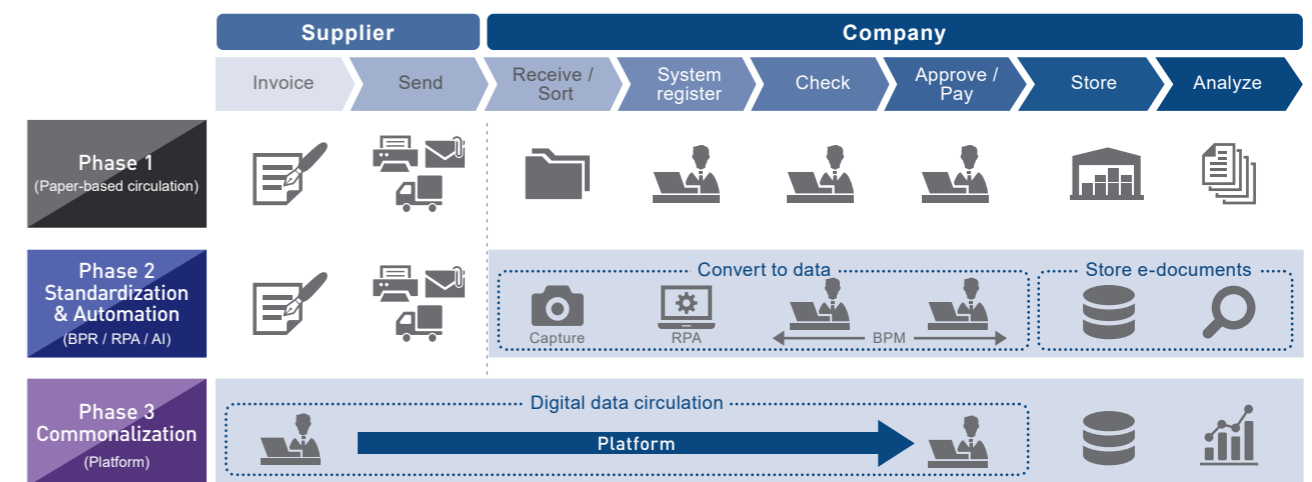 Supplier
Company
Invoice
Send
Receive /
Sort
System
register
Check
Approve /
Pay
Store
Analyze
Phase 1
(Paper-based circulation)
Phase 2
Standardization
& Automation
(BPR / RPA / AI)
Convert to data
Store e-documents
Capture
RPA
BPM
Phase 3
Commonalization
(Platform)
Digital data circulation
Platform